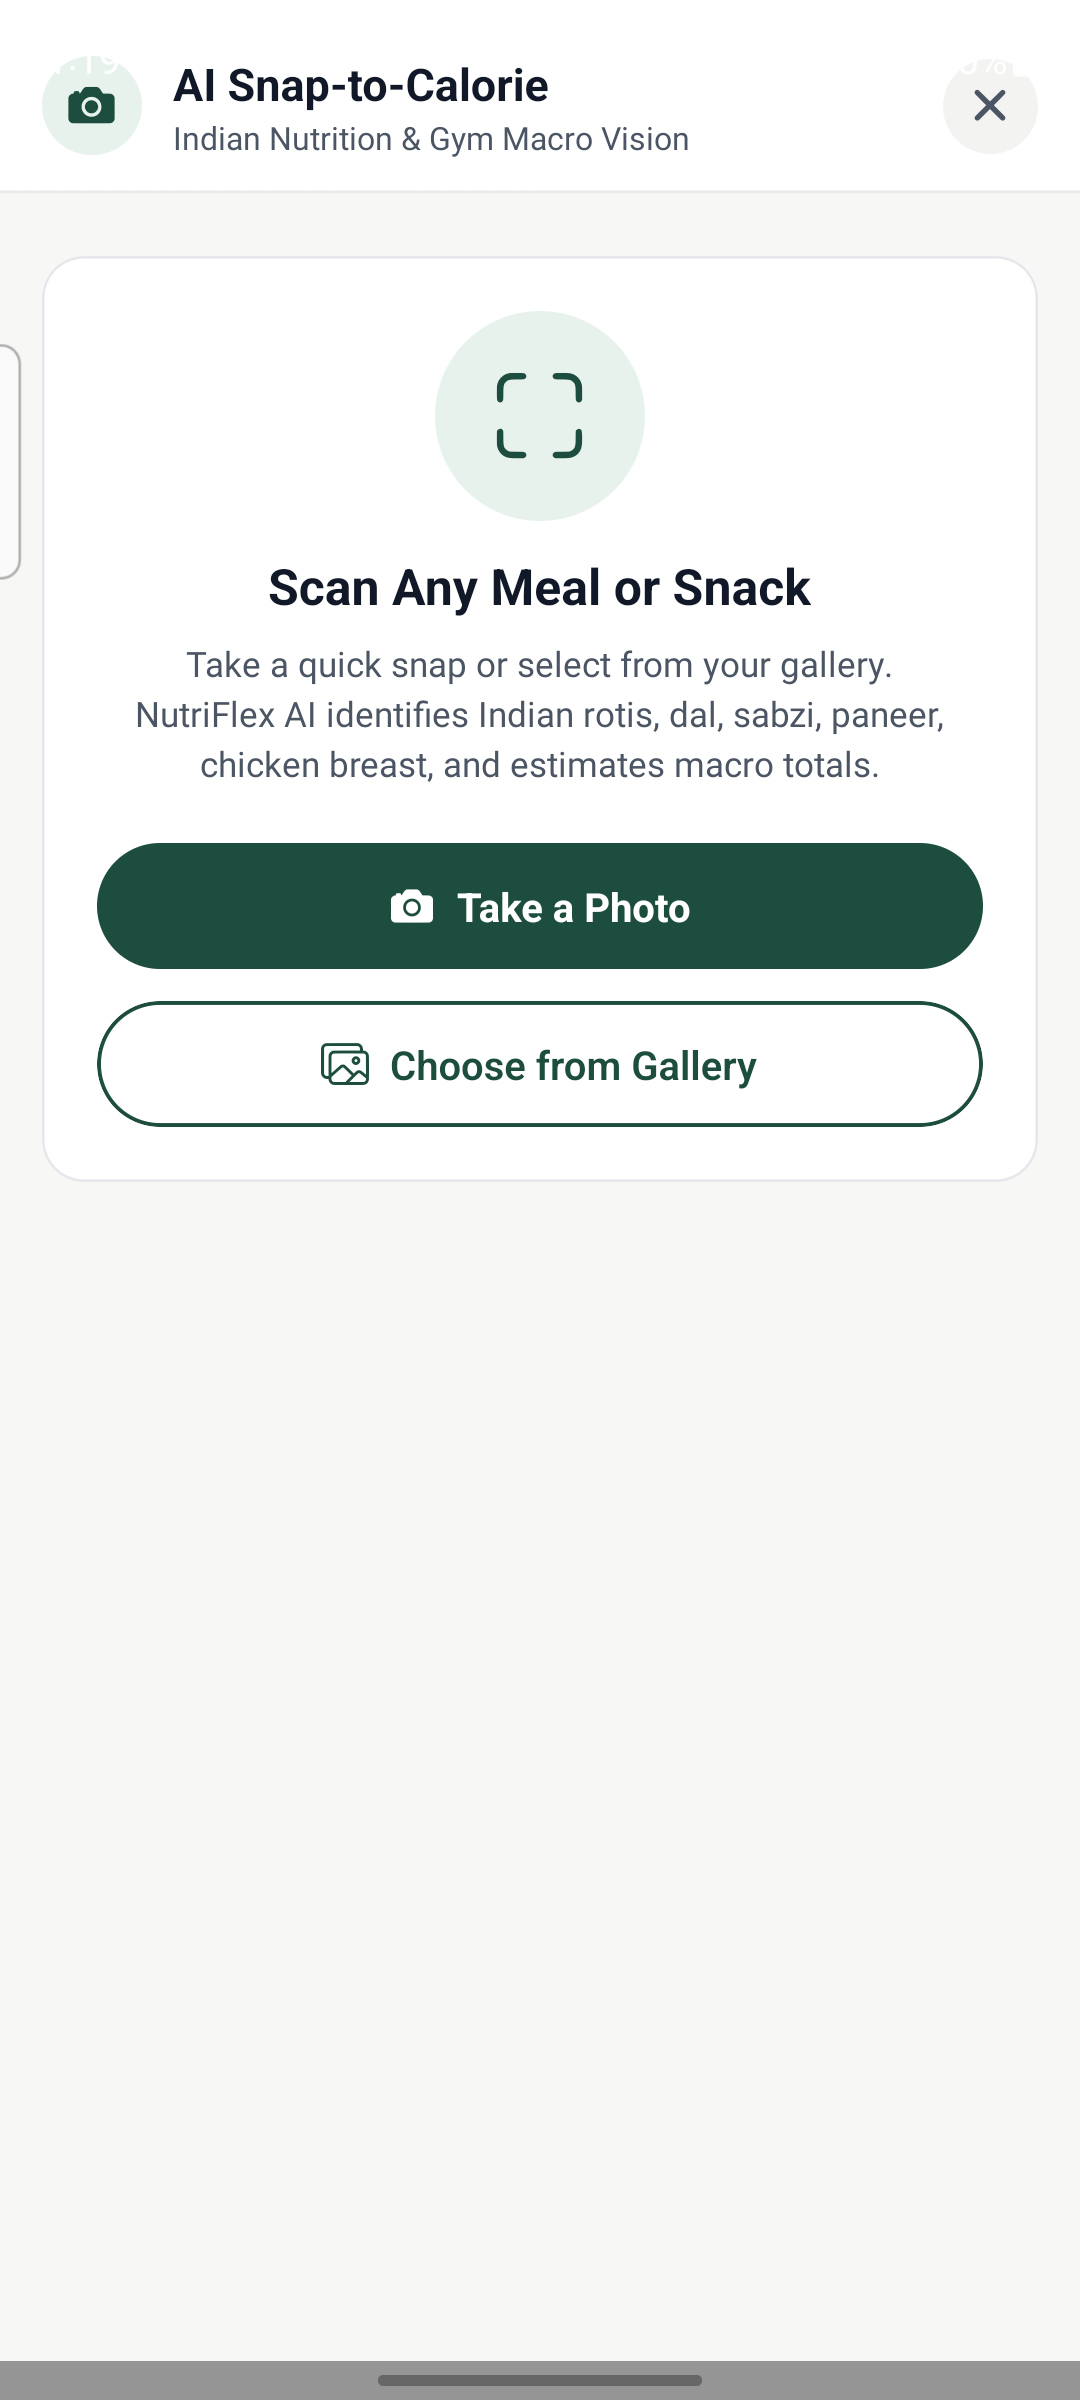 AI Snap-to-Calorie
Indian Nutrition & Gym Macro Vision
Scan Any Meal or Snack
Take a quick snap or select from your gallery.
NutriFlex AI identifies Indian rotis, dal, sabzi, paneer,
chicken breast, and estimates macro totals.
Take a Photo
Choose from Gallery